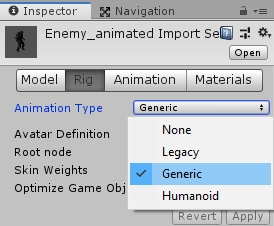 Inspector Navigation
Enemy_animated Import Se
Open
Model Rig Animation Materials
Animation Type Generic
None
Avatar Definition
Legacy
Root node
Generic
Skin Weights
Humanoid
Optimize Game Obj
Revert Apply